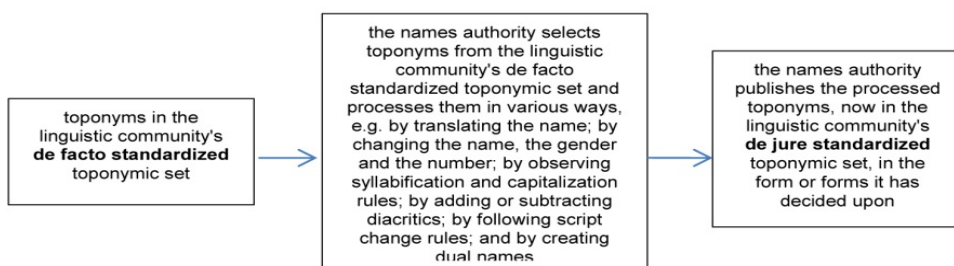 toponyms in the
linguistic community's
de facto standardized
toponymic set
the names authority selects
toponyms from the linguistic
community's de facto
standardized toponymic set and
processes them in various ways,
e.g. by translating the name; by
changing the name, the gender
and the number; by observing
syllabification and capitalization
rules; by adding or subtracting
diacritics; by following script
change rules; and by creating
dual names
the names authority
publishes the processed
toponyms, now in the
linguistic community's
de jure standardized
toponymic set, in the
form or forms it has
decided upon